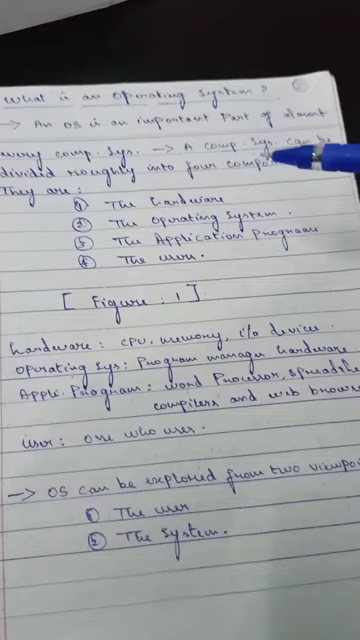 What is an Operating System?
→ An OS is an important Part of almost
every comp. Sys. → A comp. Sys. can be
divided roughly into four compo
They are:
① The hardware
② The Operating System.
③ The Application Program
④ The user.
[ Figure : 1 ]
hardware: CPU, memory, i/o devices.
Operating Sys: Program manager hardware
Appli. Program: word Processor, spreadshe
compilers and web brows
User: One who uses.
→ OS can be explored from two viewpoi
① The user
② The System.